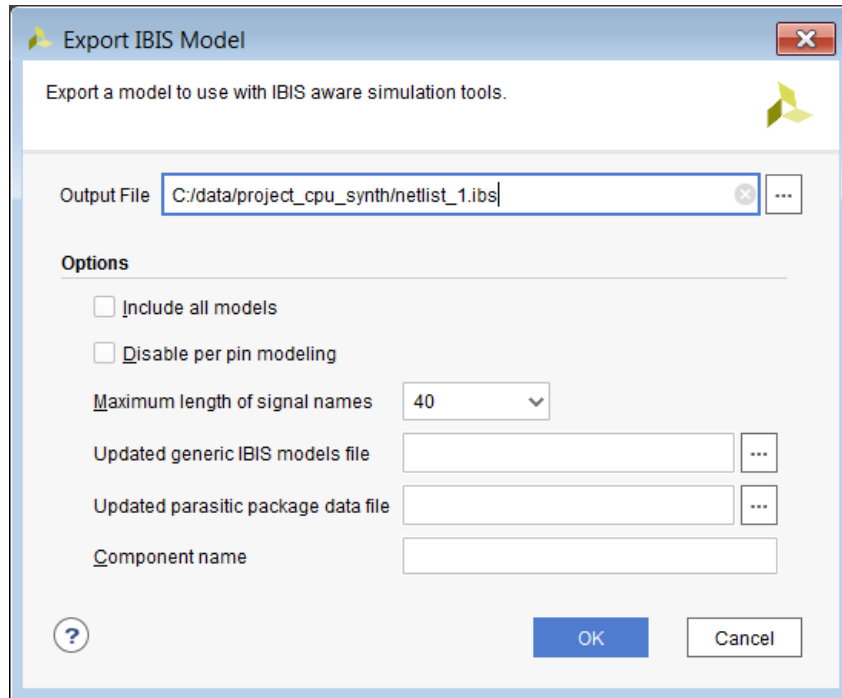 Export IBIS Model
Export a model to use with IBIS aware simulation tools.
Output File C:/data/project_cpu_synth/netlist_1.ibs ...
Options
Include all models
Disable per pin modeling
Maximum length of signal names 40
Updated generic IBIS models file ...
Updated parasitic package data file ...
Component name
? OK Cancel